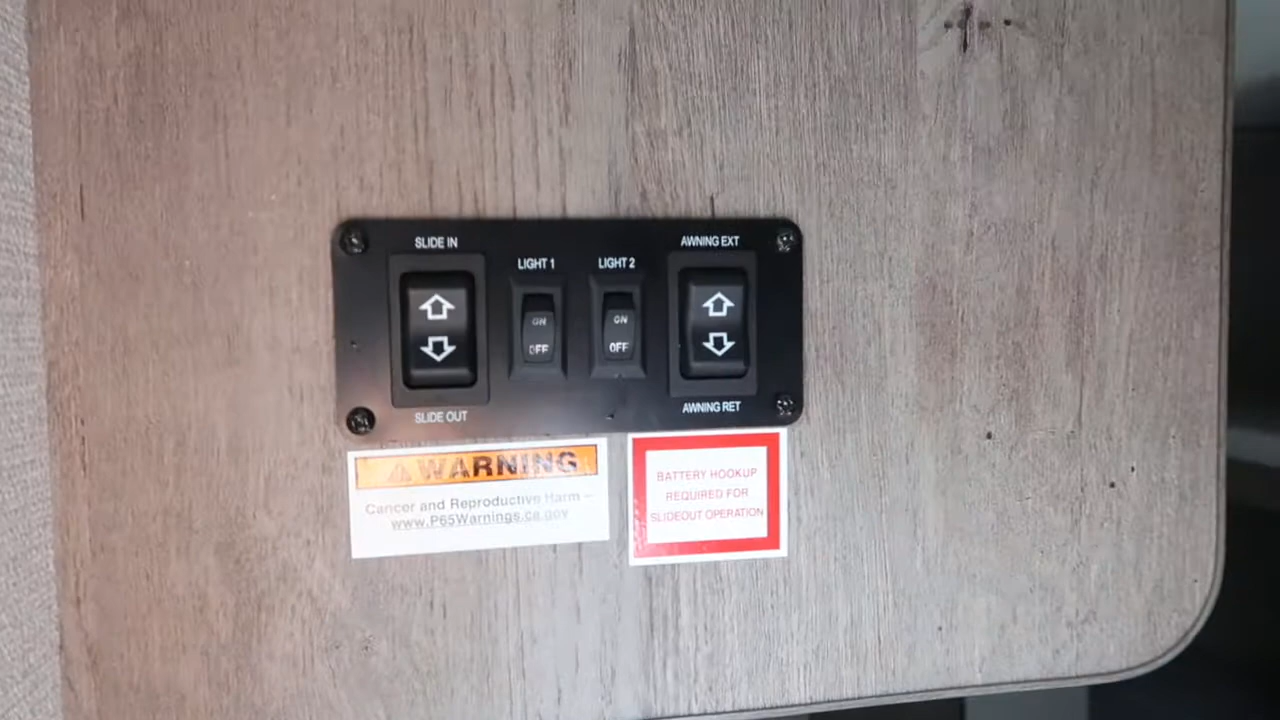 SLIDE IN
LIGHT 1
LIGHT 2
AWNING EXT
ON
OFF
ON
OFF
SLIDE OUT
AWNING RET
WARNING
Cancer and Reproductive Harm –
www.P65Warnings.ca.gov
BATTERY HOOKUP
REQUIRED FOR
SLIDEOUT OPERATION